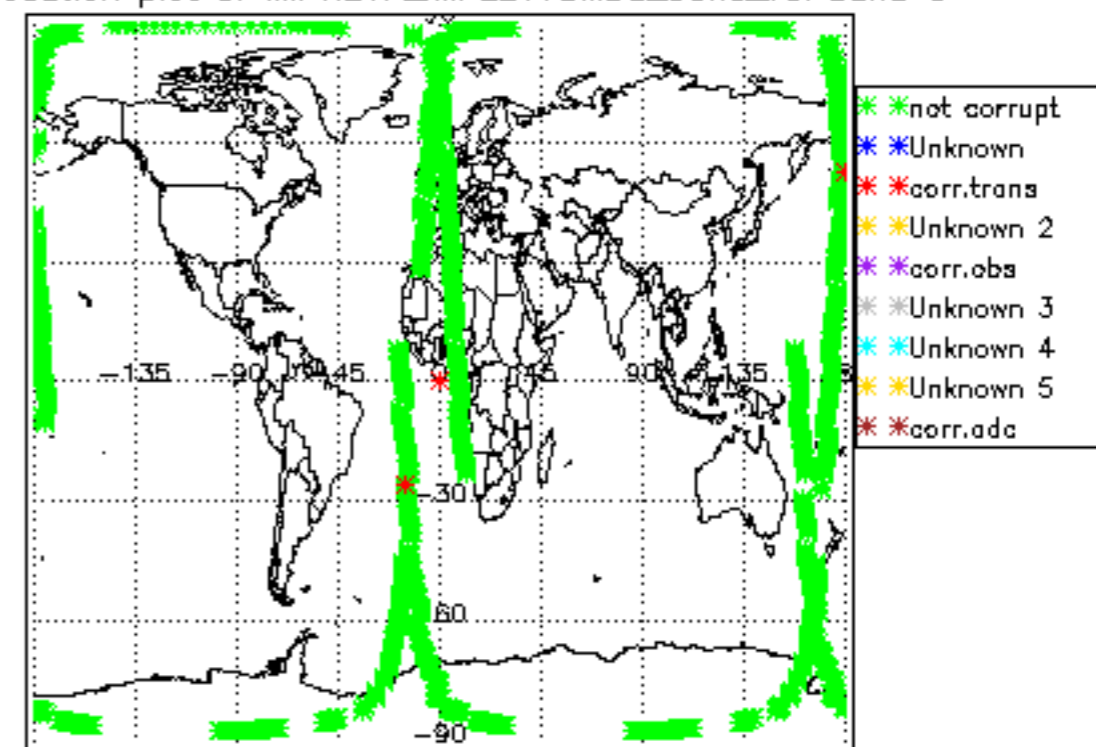 not corrupt
Unknown
corr.trans
Unknown 2
corr.obs
Unknown 3
Unknown 4
Unknown 5
corr.adc
-135 -90 45 45 90 135
-30
60
-90